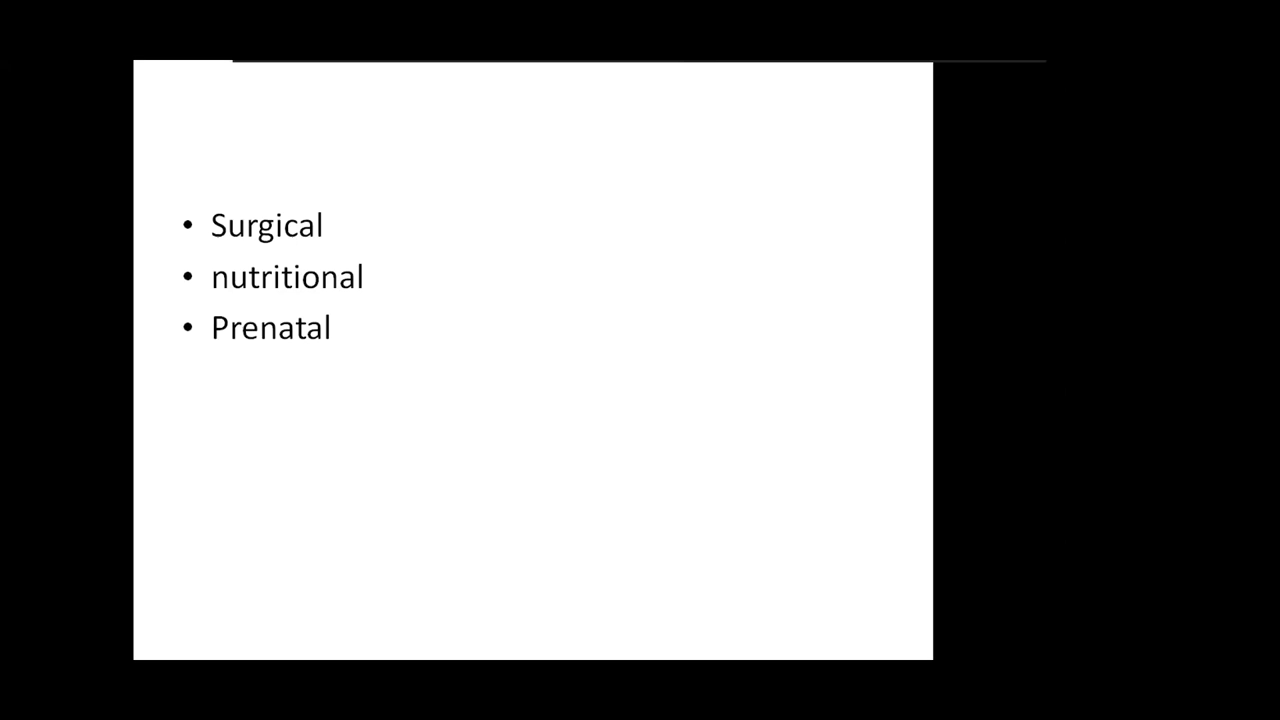 • Surgical
• nutritional
• Prenatal